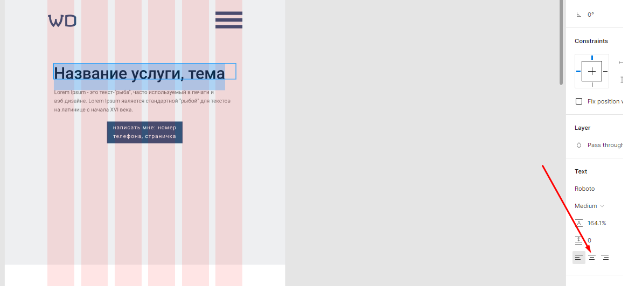 WD
0°
Constraints
Название услуги, тема
Lorem Ipsum - это текст-"рыба", часто используемый в печати и
вэб-дизайне. Lorem Ipsum является стандартной "рыбой" для текстов
на латинице с начала XVI века.
Fix position w
написать мне: номер
телефона, страничка
Layer
Pass through
Text
Roboto
Medium
164.1%
0